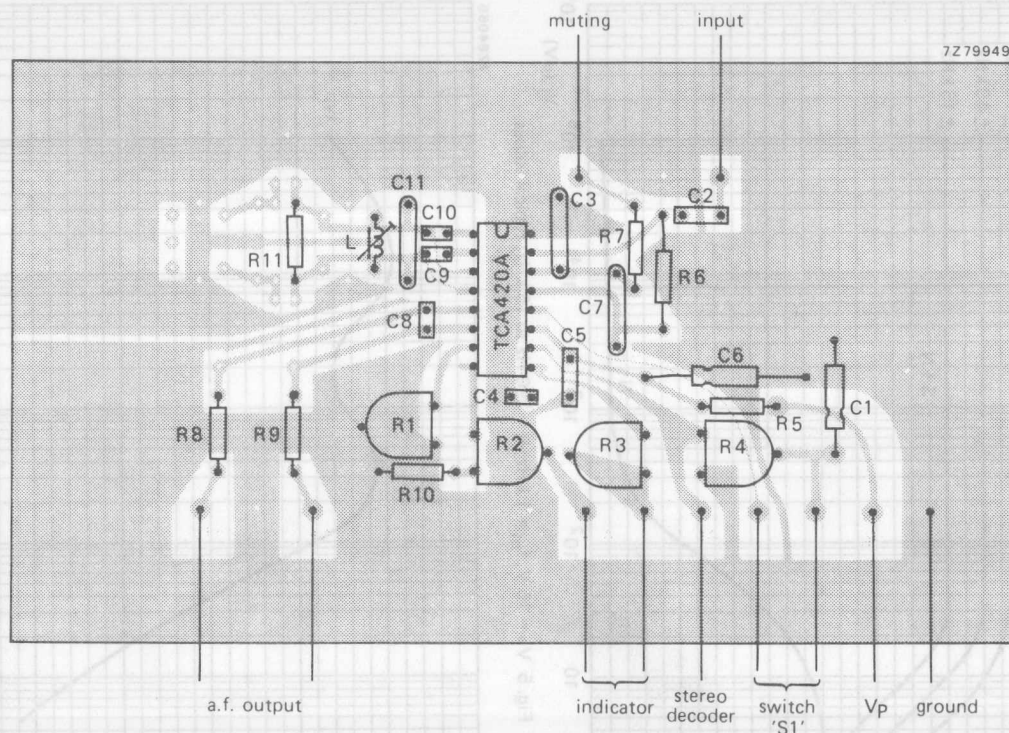 muting input
7Z79949
C11
C10
C3
C2
L
R11
R7
R6
C9
TCA420A
C7
C8
C5
C6
C4
R5
C1
R8
R9
R1
R2
R3
R4
R10
a.f. output
indicator
stereo
decoder
switch
'S1'
VP
ground